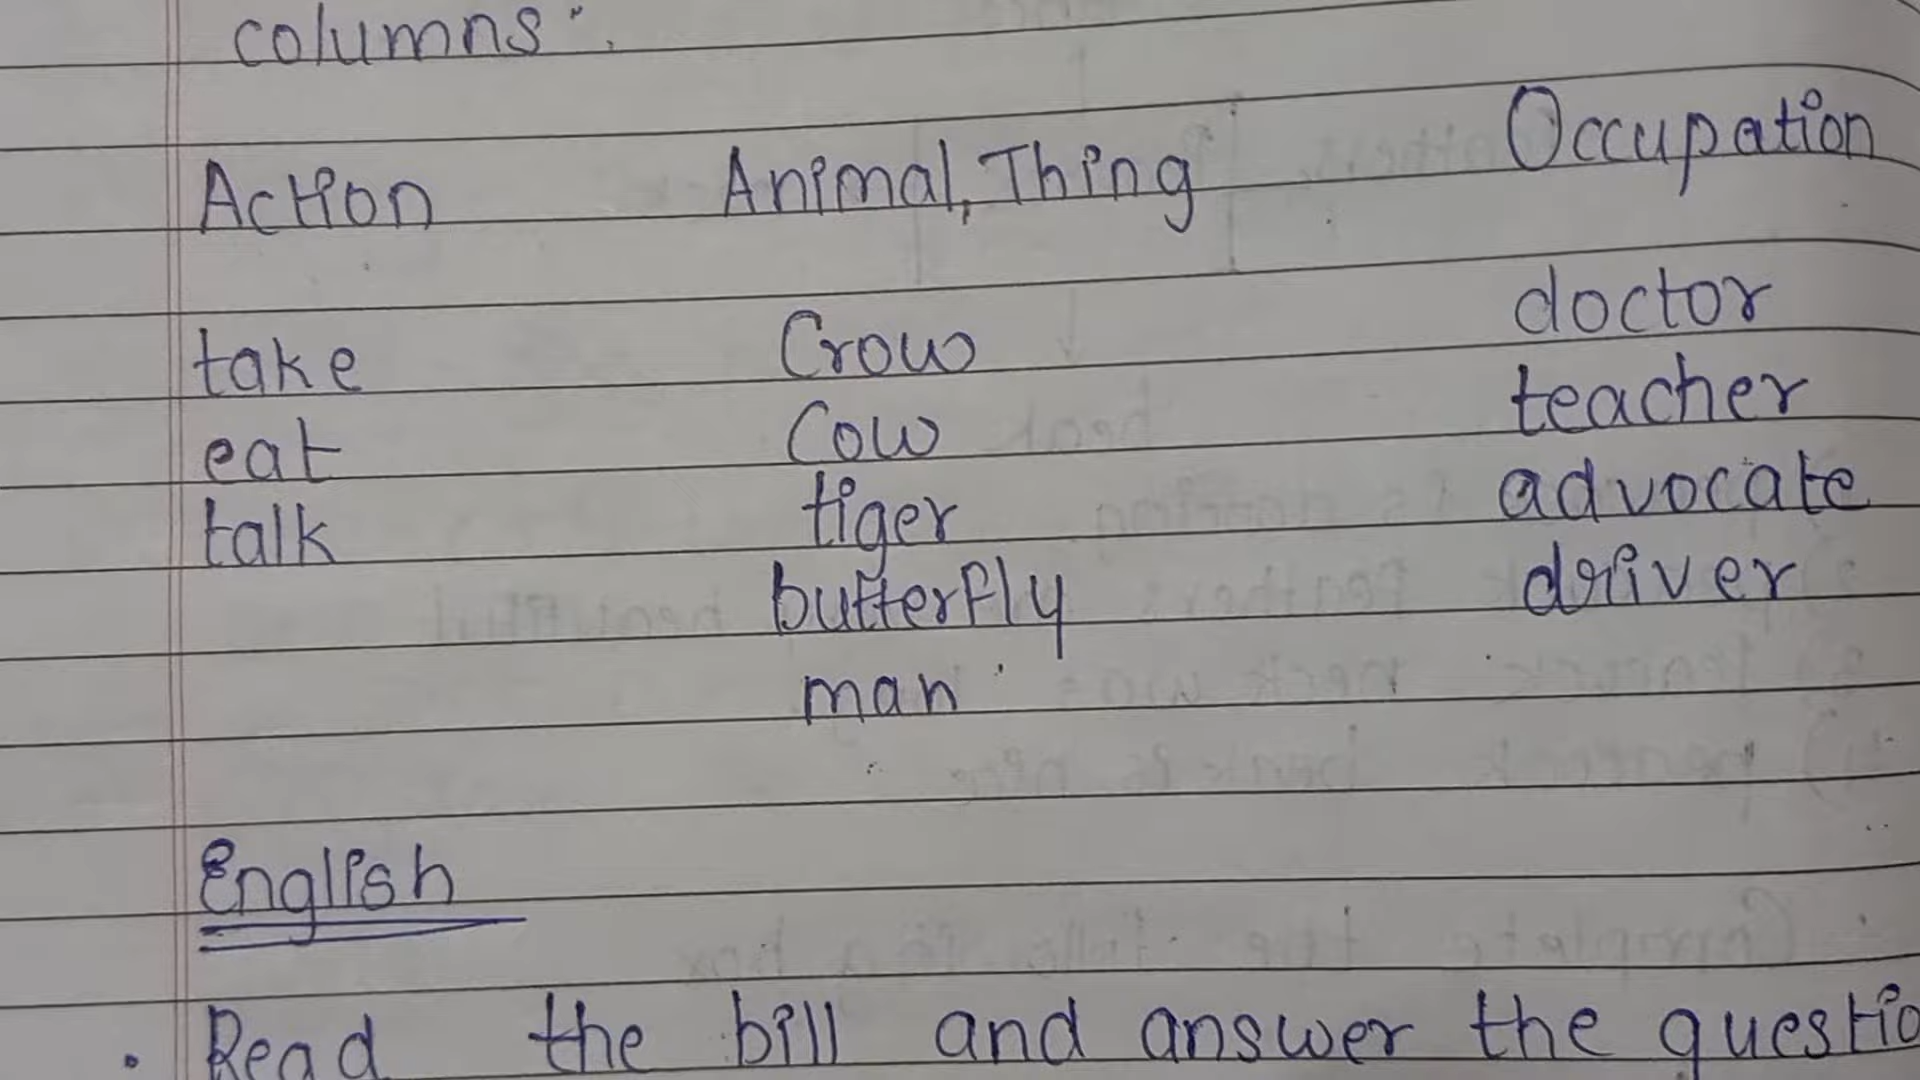 columns.
Action Animal, Thing Occupation
take Crow doctor
eat Cow teacher
talk tiger advocate
butterfly driver
man
English
. Read the bill and answer the questio